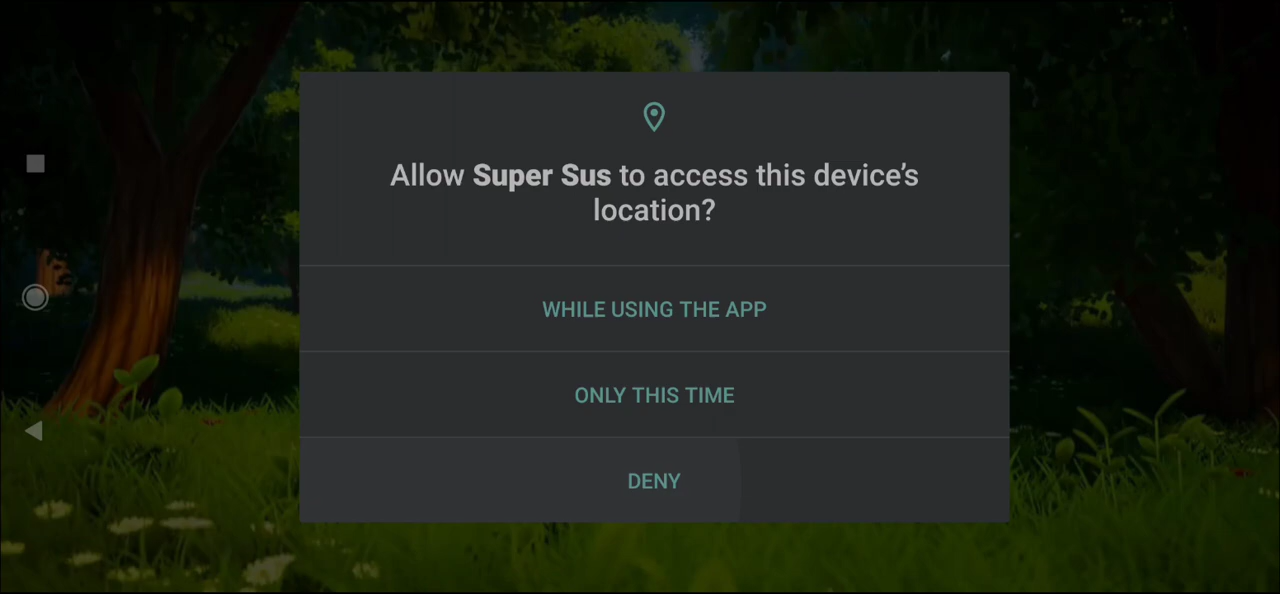 Allow Super Sus to access this device’s
location?
WHILE USING THE APP
ONLY THIS TIME
DENY